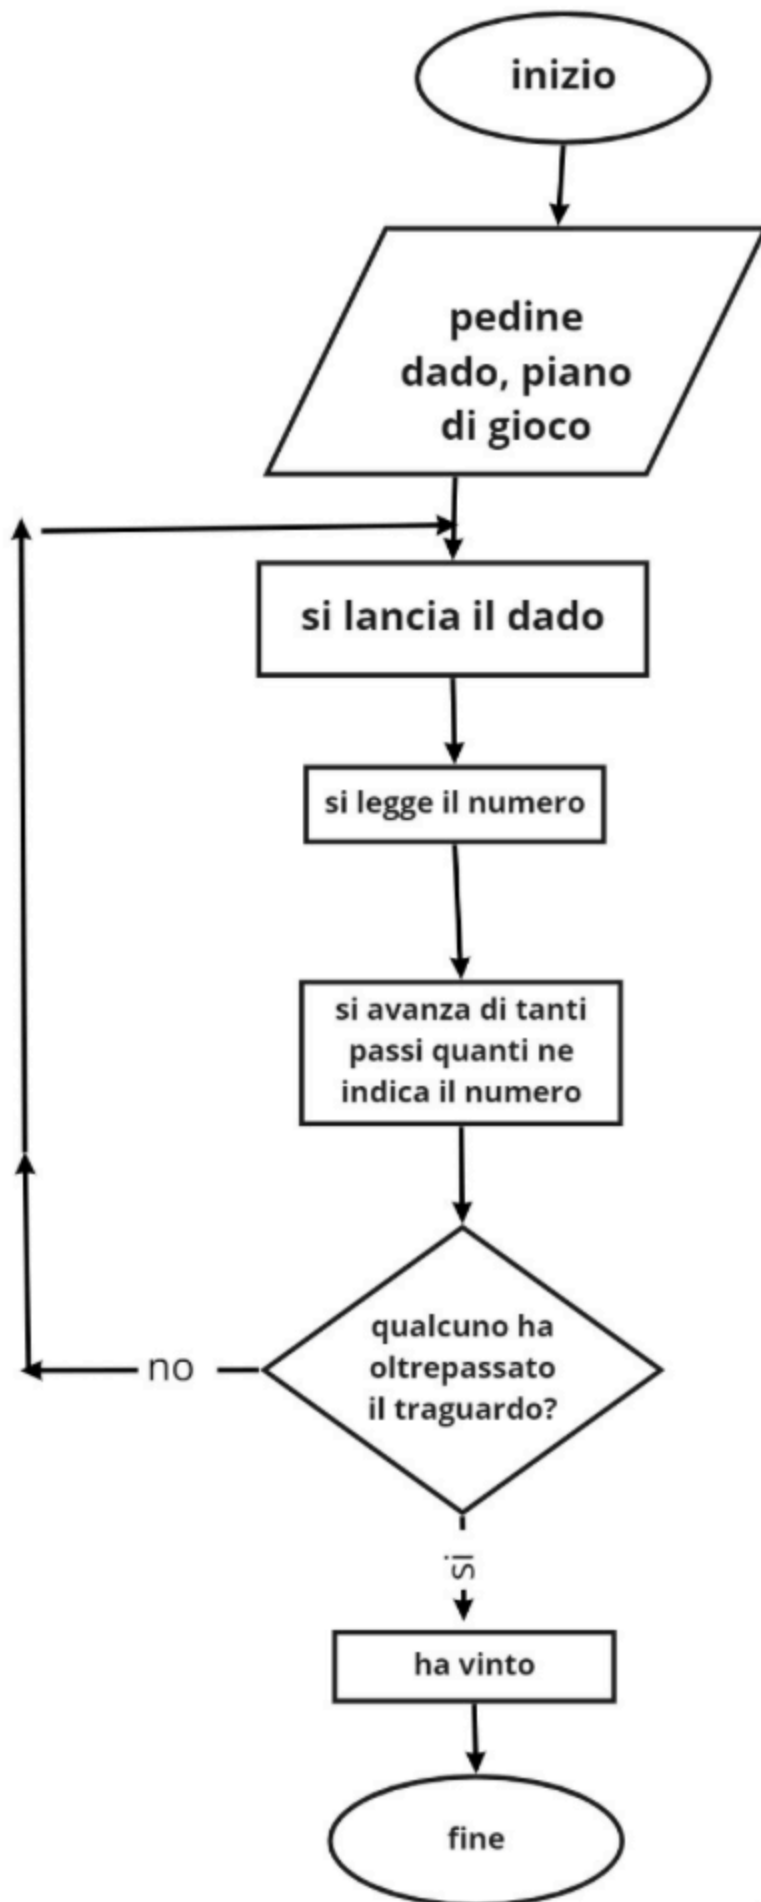 inizio
pedine
dado, piano
di gioco
si lancia il dado
si legge il numero
si avanza di tanti
passi quanti ne
indica il numero
qualcuno ha
oltrepassato
il traguardo?
no
si
ha vinto
fine